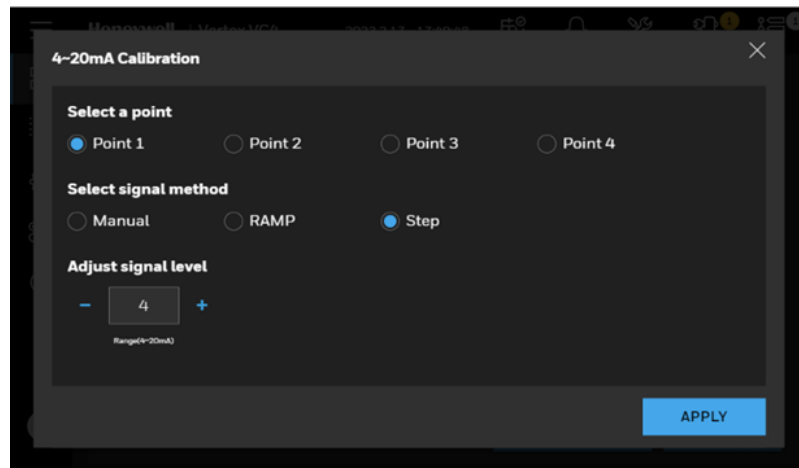 Honeywell | Vertex VC4
4~20mA Calibration
Select a point
Point 1 Point 2 Point 3 Point 4
Select signal method
Manual RAMP Step
Adjust signal level
− 4 +
Range(4~20mA)
APPLY